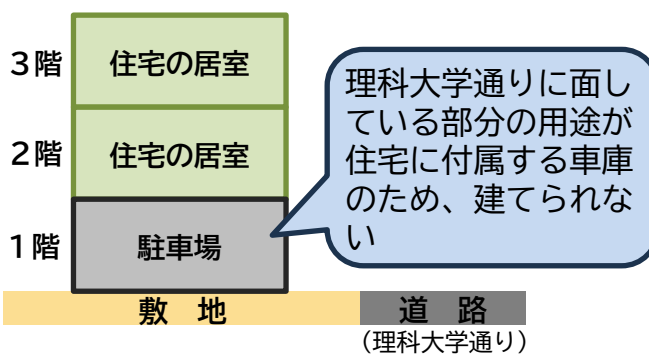 3階
住宅の居室
2階
住宅の居室
1階
駐車場
理科大学通りに面し
ている部分の用途が
住宅に付属する車庫
のため、建てられな
い
敷　地
道　路
(理科大学通り)